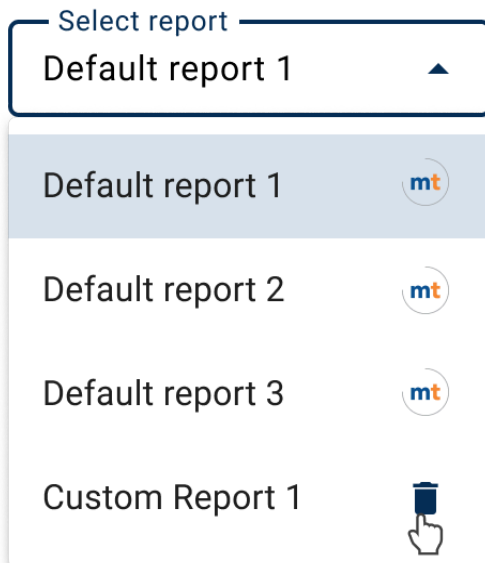 Select report
Default report 1
Default report 1 mt
Default report 2 mt
Default report 3 mt
Custom Report 1